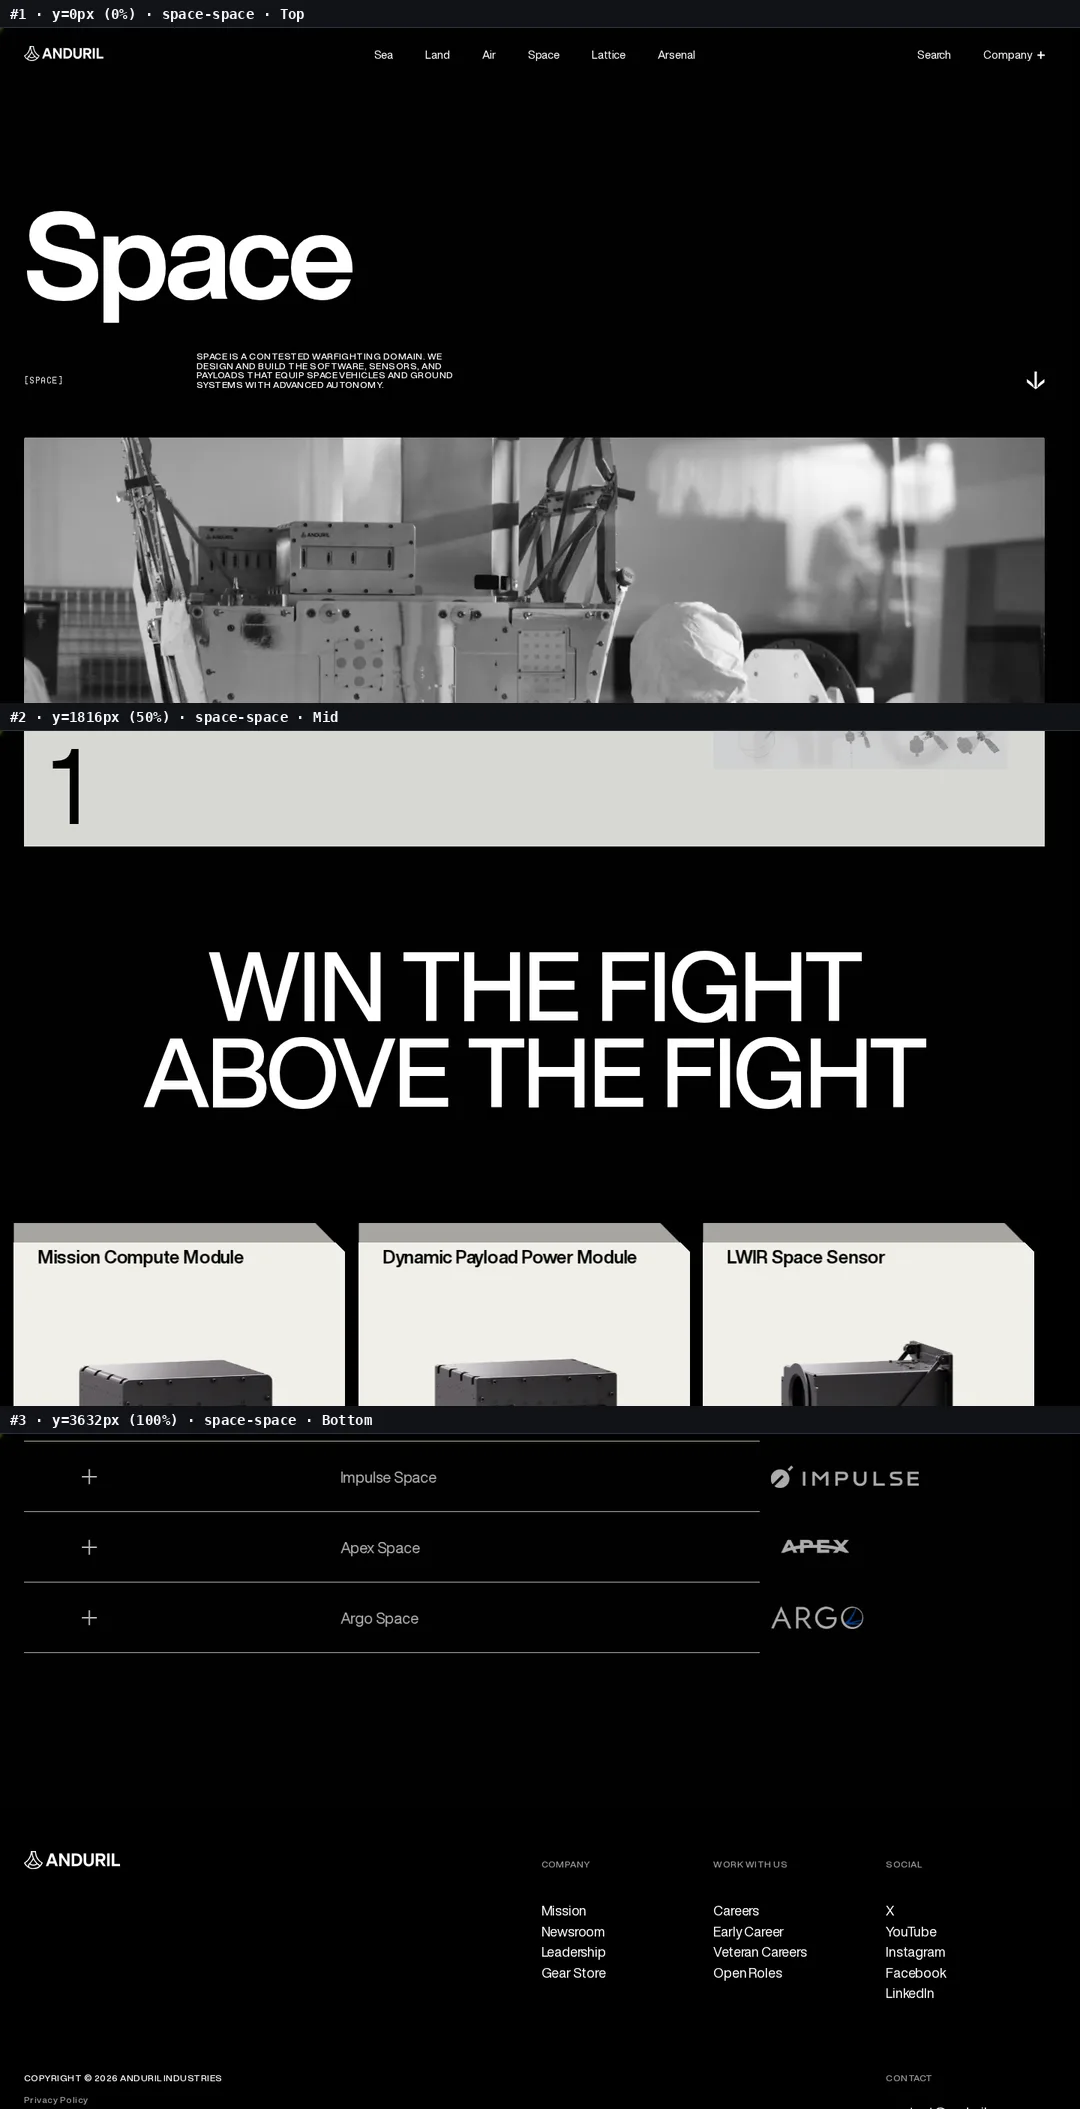 #1 · y=0px (0%) · space-space · Top
ANDURIL
Sea Land Air Space Lattice Arsenal
Search Company +
Space
[SPACE]
SPACE IS A CONTESTED WARFIGHTING DOMAIN. WE
DESIGN AND BUILD THE SOFTWARE, SENSORS, AND
PAYLOADS THAT EQUIP SPACE VEHICLES AND GROUND
SYSTEMS WITH ADVANCED AUTONOMY.
ANDURIL
ANDURIL
#2 · y=1816px (50%) · space-space · Mid
1
WIN THE FIGHT
ABOVE THE FIGHT
Mission Compute Module
Dynamic Payload Power Module
LWIR Space Sensor
#3 · y=3632px (100%) · space-space · Bottom
Impulse Space
IMPULSE
Apex Space
APEX
Argo Space
ARGO
ANDURIL
COMPANY
Mission
Newsroom
Leadership
Gear Store
WORK WITH US
Careers
Early Career
Veteran Careers
Open Roles
SOCIAL
X
YouTube
Instagram
Facebook
LinkedIn
COPYRIGHT © 2026 ANDURIL INDUSTRIES
Privacy Policy
CONTACT